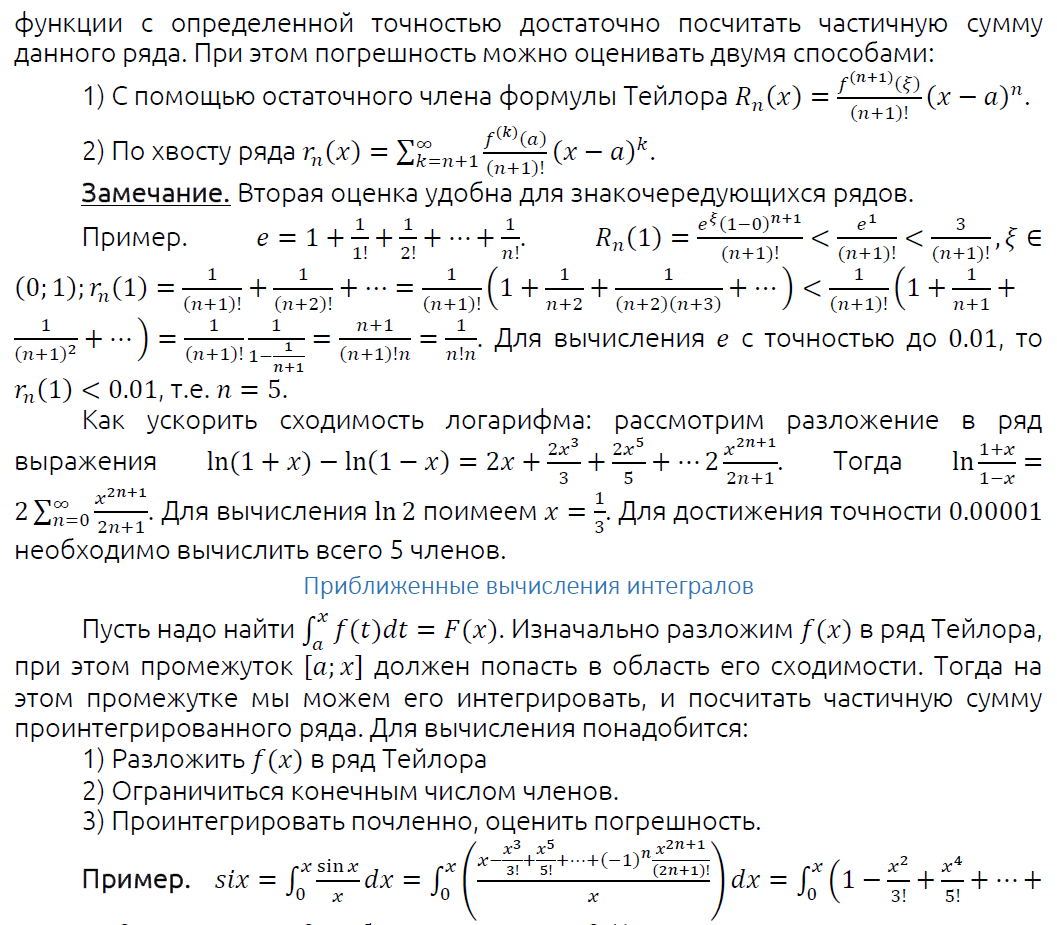 функции с определенной точностью достаточно посчитать частичную сумму
данного ряда. При этом погрешность можно оценивать двумя способами:
1) С помощью остаточного члена формулы Тейлора $R_n(x) = \frac{f^{(n+1)}(\xi)}{(n+1)!}(x-a)^n$.
2) По хвосту ряда $r_n(x) = \sum_{k=n+1}^{\infty} \frac{f^{(k)}(a)}{(n+1)!}(x-a)^k$.
Замечание. Вторая оценка удобна для знакочередующихся рядов.
Пример. $e = 1 + \frac{1}{1!} + \frac{1}{2!} + \cdots + \frac{1}{n!}$. $R_n(1) = \frac{e^{\xi}(1-0)^{n+1}}{(n+1)!} < \frac{e^1}{(n+1)!} < \frac{3}{(n+1)!}, \xi \in$
$(0; 1); r_n(1) = \frac{1}{(n+1)!} + \frac{1}{(n+2)!} + \cdots = \frac{1}{(n+1)!}\left(1 + \frac{1}{n+2} + \frac{1}{(n+2)(n+3)} + \cdots\right) < \frac{1}{(n+1)!}\left(1 + \frac{1}{n+1} +\right.$
$\left.\frac{1}{(n+1)^2} + \cdots\right) = \frac{1}{(n+1)!}\frac{1}{1-\frac{1}{n+1}} = \frac{n+1}{(n+1)!n} = \frac{1}{n!n}$. Для вычисления $e$ с точностью до 0.01, то
$r_n(1) < 0.01$, т.е. $n = 5$.
Как ускорить сходимость логарифма: рассмотрим разложение в ряд
выражения $\ln(1+x) - \ln(1-x) = 2x + \frac{2x^3}{3} + \frac{2x^5}{5} + \cdots 2\frac{x^{2n+1}}{2n+1}$. Тогда $\ln\frac{1+x}{1-x} =$
$2\sum_{n=0}^{\infty}\frac{x^{2n+1}}{2n+1}$. Для вычисления $\ln 2$ поимеем $x = \frac{1}{3}$. Для достижения точности 0.00001
необходимо вычислить всего 5 членов.
Приближенные вычисления интегралов
Пусть надо найти $\int_a^x f(t)dt = F(x)$. Изначально разложим $f(x)$ в ряд Тейлора,
при этом промежуток $[a; x]$ должен попасть в область его сходимости. Тогда на
этом промежутке мы можем его интегрировать, и посчитать частичную сумму
проинтегрированного ряда. Для вычисления понадобится:
1) Разложить $f(x)$ в ряд Тейлора
2) Ограничиться конечным числом членов.
3) Проинтегрировать почленно, оценить погрешность.
Пример. $six = \int_0^x \frac{\sin x}{x}dx = \int_0^x \left(\frac{x-\frac{x^3}{3!}+\frac{x^5}{5!}+\cdots+(-1)^n\frac{x^{2n+1}}{(2n+1)!}}{x}\right)dx = \int_0^x \left(1 - \frac{x^2}{3!} + \frac{x^4}{5!} + \cdots +\right.$